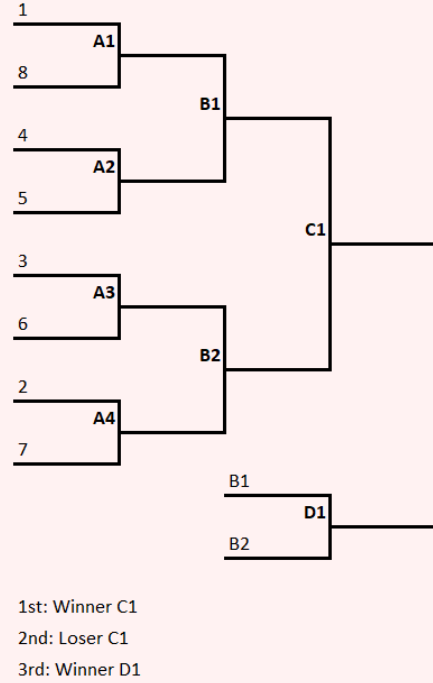 1
A1
8
B1
4
A2
5
C1
3
A3
6
B2
2
A4
7
B1
D1
B2
1st: Winner C1
2nd: Loser C1
3rd: Winner D1